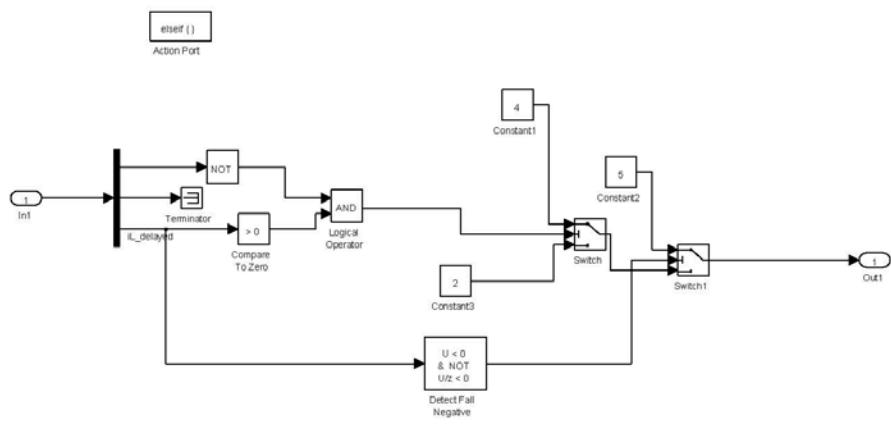 elseif ( )
Action Port
4
Constant1
5
Constant2
NOT
1
In1
Terminator
iL_delayed
> 0
Compare
To Zero
AND
Logical
Operator
2
Constant3
Switch
Switch1
1
Out1
U < 0
& NOT
U/z < 0
Detect Fall
Negative